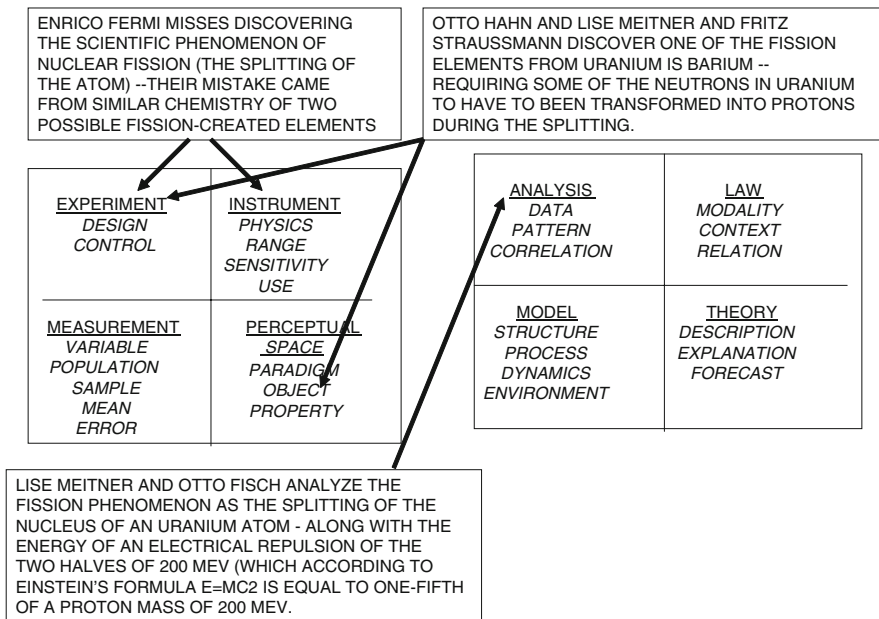 ENRICO FERMI MISSES DISCOVERING
THE SCIENTIFIC PHENOMENON OF
NUCLEAR FISSION (THE SPLITTING OF
THE ATOM) --THEIR MISTAKE CAME
FROM SIMILAR CHEMISTRY OF TWO
POSSIBLE FISSION-CREATED ELEMENTS
OTTO HAHN AND LISE MEITNER AND FRITZ
STRAUSSMANN DISCOVER ONE OF THE FISSION
ELEMENTS FROM URANIUM IS BARIUM --
REQUIRING SOME OF THE NEUTRONS IN URANIUM
TO HAVE TO BEEN TRANSFORMED INTO PROTONS
DURING THE SPLITTING.
EXPERIMENT
DESIGN
CONTROL
INSTRUMENT
PHYSICS
RANGE
SENSITIVITY
USE
MEASUREMENT
VARIABLE
POPULATION
SAMPLE
MEAN
ERROR
PERCEPTUAL
SPACE
PARADIGM
OBJECT
PROPERTY
ANALYSIS
DATA
PATTERN
CORRELATION
LAW
MODALITY
CONTEXT
RELATION
MODEL
STRUCTURE
PROCESS
DYNAMICS
ENVIRONMENT
THEORY
DESCRIPTION
EXPLANATION
FORECAST
LISE MEITNER AND OTTO FISCH ANALYZE THE
FISSION PHENOMENON AS THE SPLITTING OF THE
NUCLEUS OF AN URANIUM ATOM - ALONG WITH THE
ENERGY OF AN ELECTRICAL REPULSION OF THE
TWO HALVES OF 200 MEV (WHICH ACCORDING TO
EINSTEIN'S FORMULA E=MC2 IS EQUAL TO ONE-FIFTH
OF A PROTON MASS OF 200 MEV.